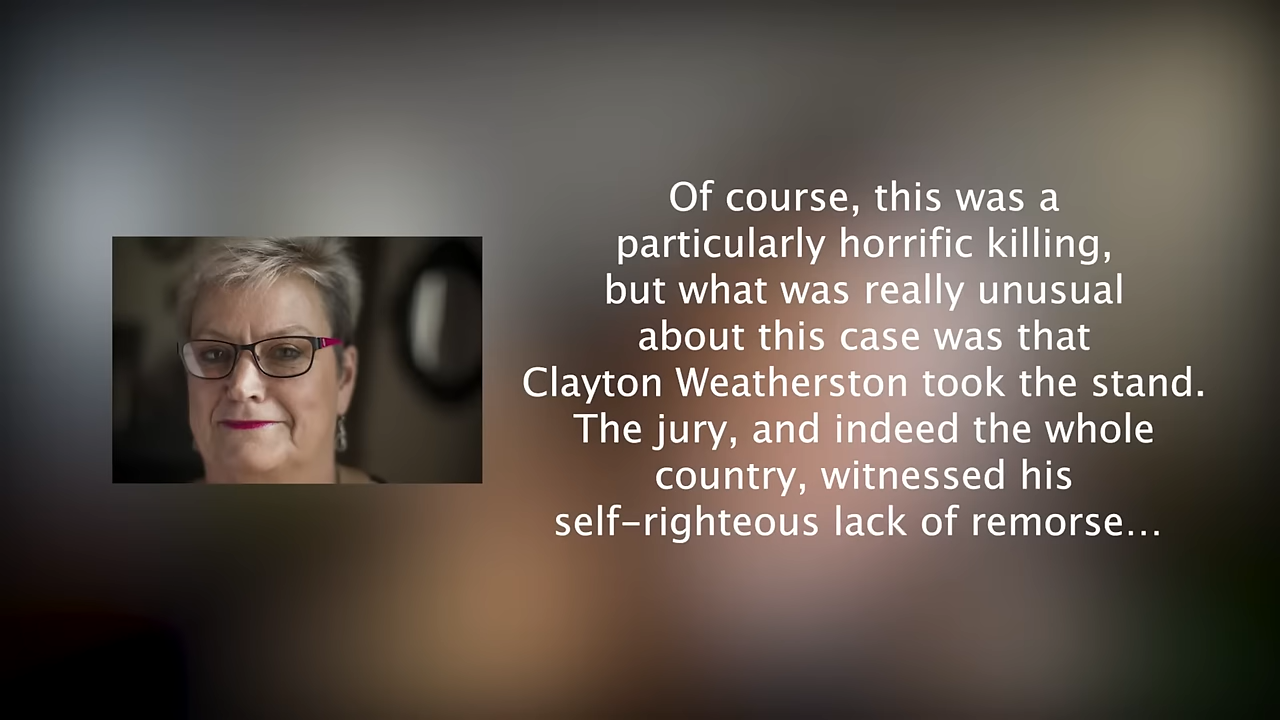 Of course, this was a
particularly horrific killing,
but what was really unusual
about this case was that
Clayton Weatherston took the stand.
The jury, and indeed the whole
country, witnessed his
self-righteous lack of remorse...